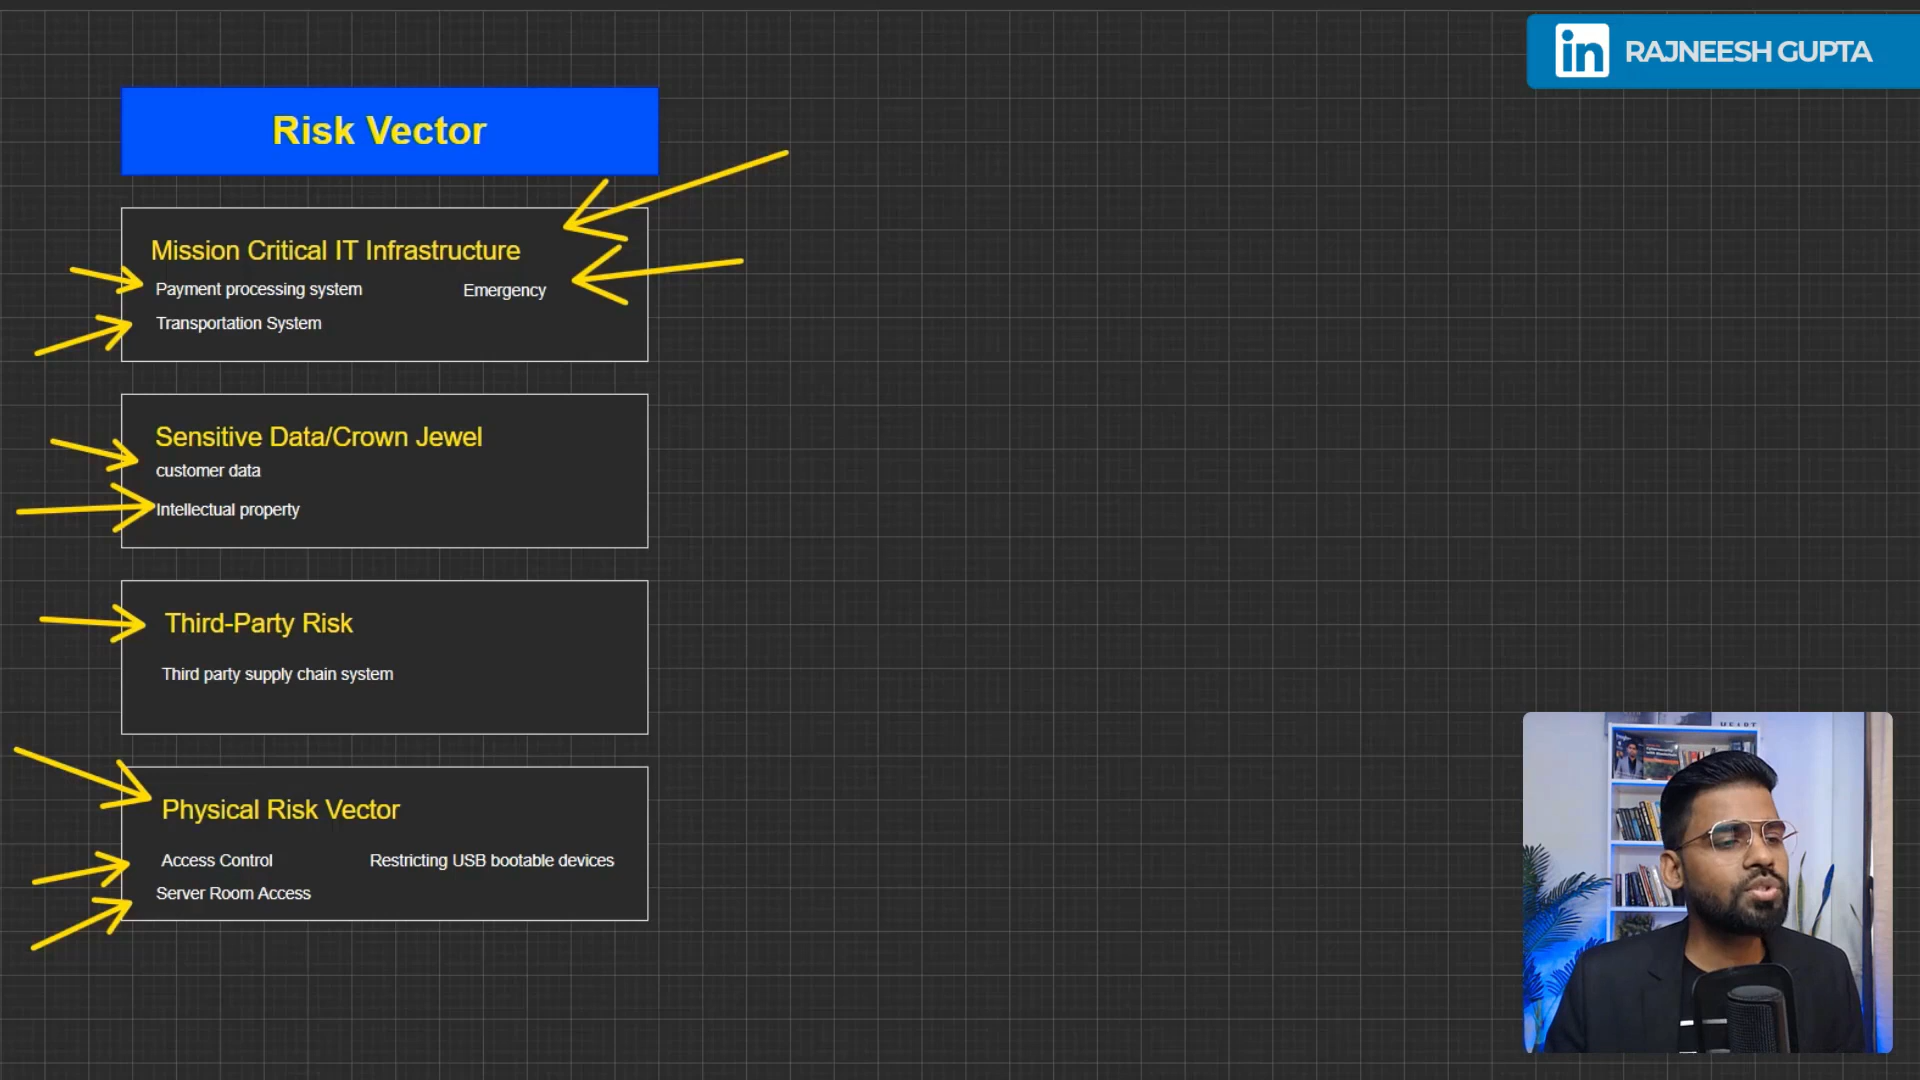 in RAJNEESH GUPTA
Risk Vector
Mission Critical IT Infrastructure
Payment processing system
Emergency
Transportation System
Sensitive Data/Crown Jewel
customer data
Intellectual property
Third-Party Risk
Third party supply chain system
Physical Risk Vector
Access Control
Restricting USB bootable devices
Server Room Access
HEART